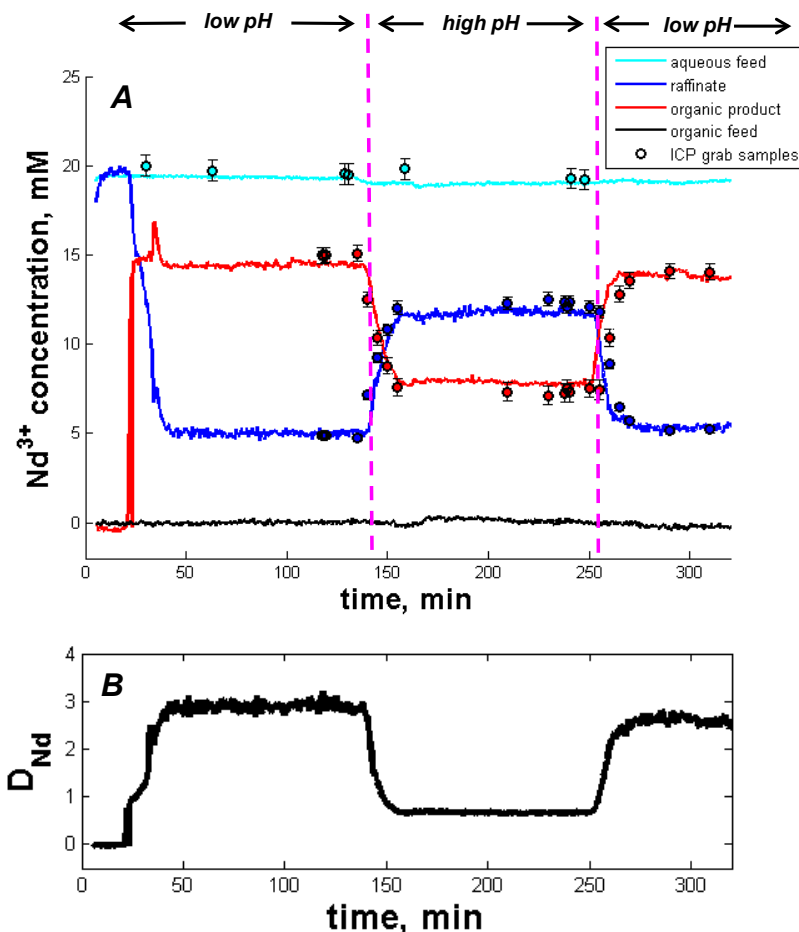 low pH high pH low pH
aqueous feed
raffinate
organic product
organic feed
ICP grab samples
A
Nd³⁺ concentration, mM
25
20
15
10
5
0
0 50 100 150 200 250 300
time, min
B
D_Nd
4
3
2
1
0
0 50 100 150 200 250 300
time, min